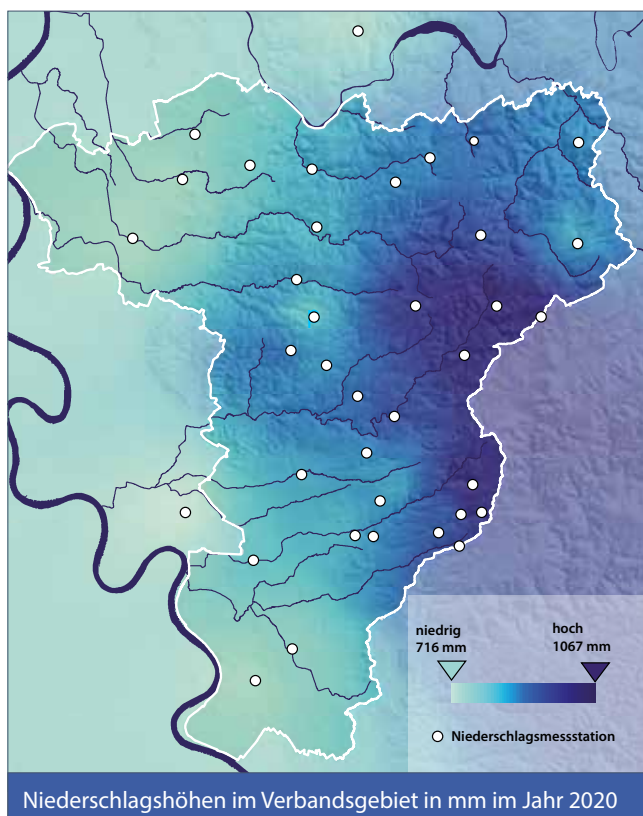 niedrig
716 mm
hoch
1067 mm
Niederschlagsmessstation
Niederschlagshöhen im Verbandsgebiet in mm im Jahr 2020